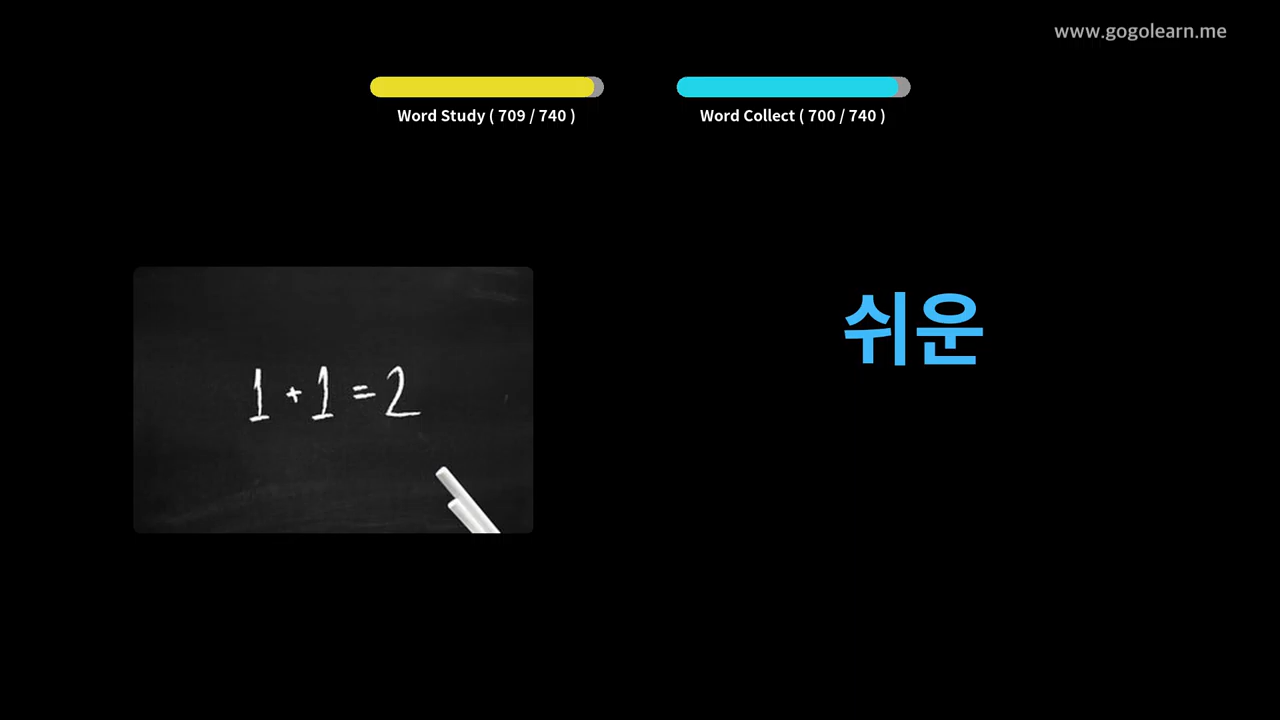 www.gogolearn.me
Word Study ( 709 / 740 )
Word Collect ( 700 / 740 )
쉬운
1 + 1 = 2